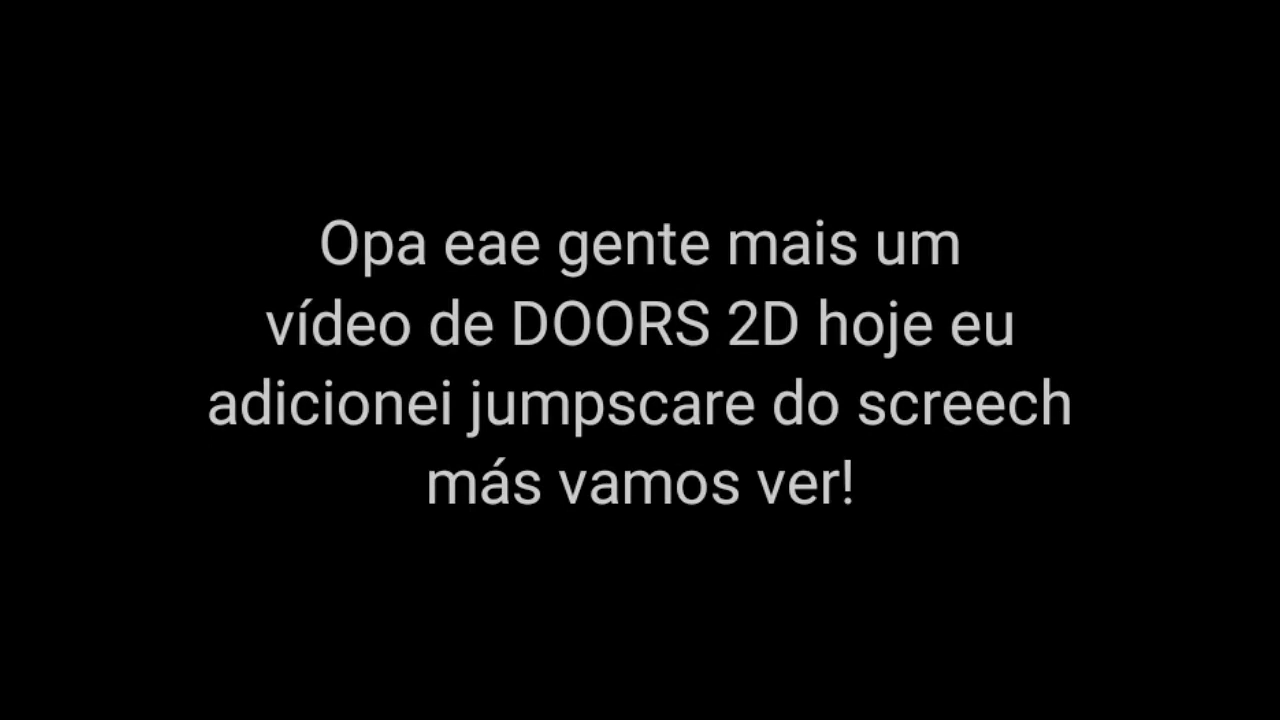 Opa eae gente mais um
vídeo de DOORS 2D hoje eu
adicionei jumpscare do screech
más vamos ver!